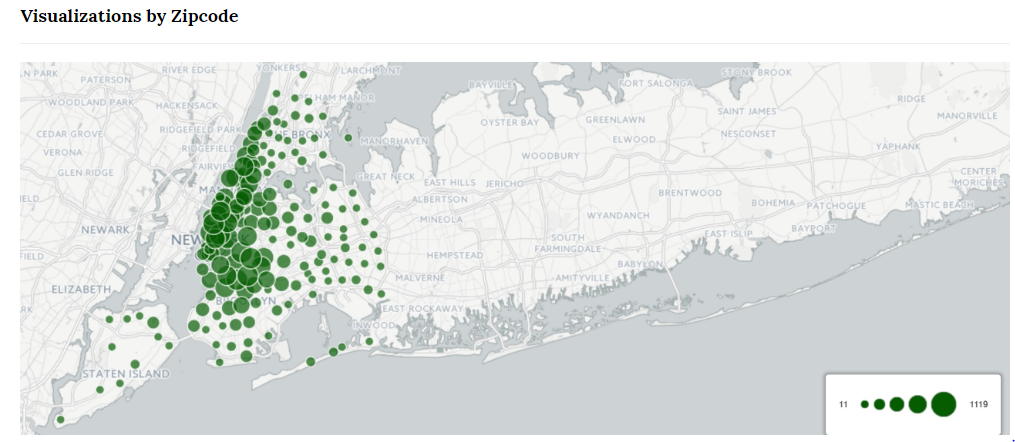 Visualizations by Zipcode
N PARK
RIVER EDGE
YONKERS
LARCHMONT
PATERSON
WOODLAND PARK
HACKENSACK
CEDAR GROVE
RIDGEFIELD PARK
VERONA
RIDGEFIELD
GLEN RIDGE
NEWARK
ELIZABETH
STATEN ISLAND
MANORHAVEN
GREAT NECK
BAYVILLE
OYSTER BAY
FORT SALONGA
STONY BROOK
GREENLAWN
SAINT JAMES
RIDGE
MANORVILLE
ELWOOD
NESCONSET
YAPHANK
WOODBURY
EAST HILLS
JERICHO
CENTER
MORICHES
ALBERTSON
BRENTWOOD
BOHEMIA
PATCHOGUE
MASTIC BEACH
MINEOLA
WYANDANCH
EAST ISLIP
BAYPORT
SOUTH
FARMINGDALE
HEMPSTEAD
BABYLON
MALVERNE
AMITYVILLE
EAST ROCKAWAY
INWOOD
11
1119